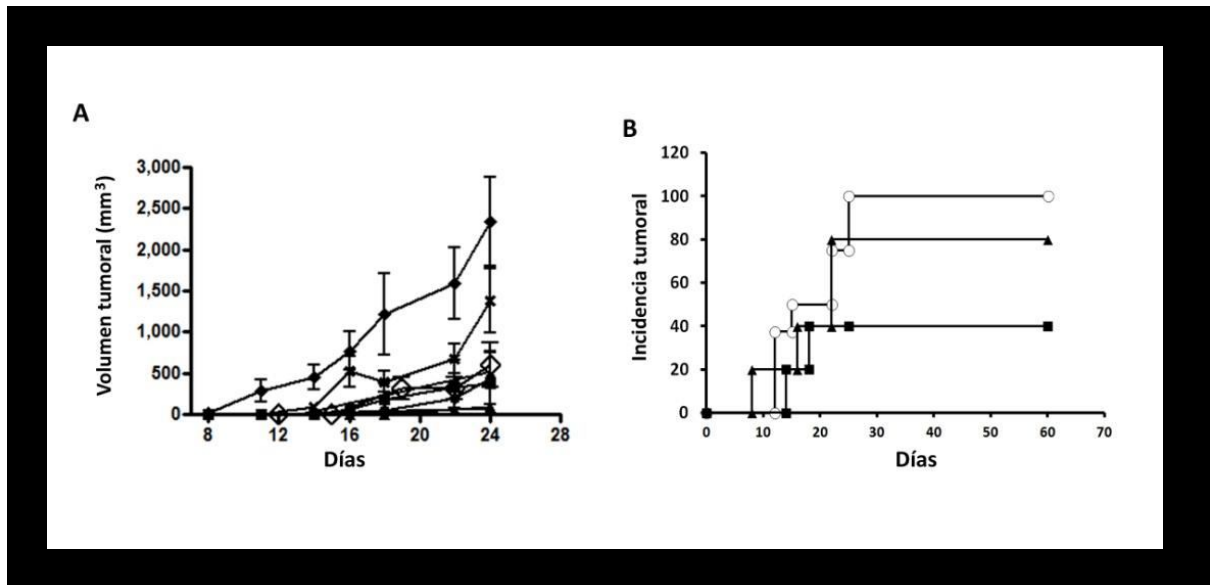 A
Volumen tumoral (mm³)
3,000
2,500
2,000
1,500
1,000
500
0
8 12 16 20 24 28
Días
B
Incidencia tumoral
120
100
80
60
40
20
0
0 10 20 30 40 50 60 70
Días